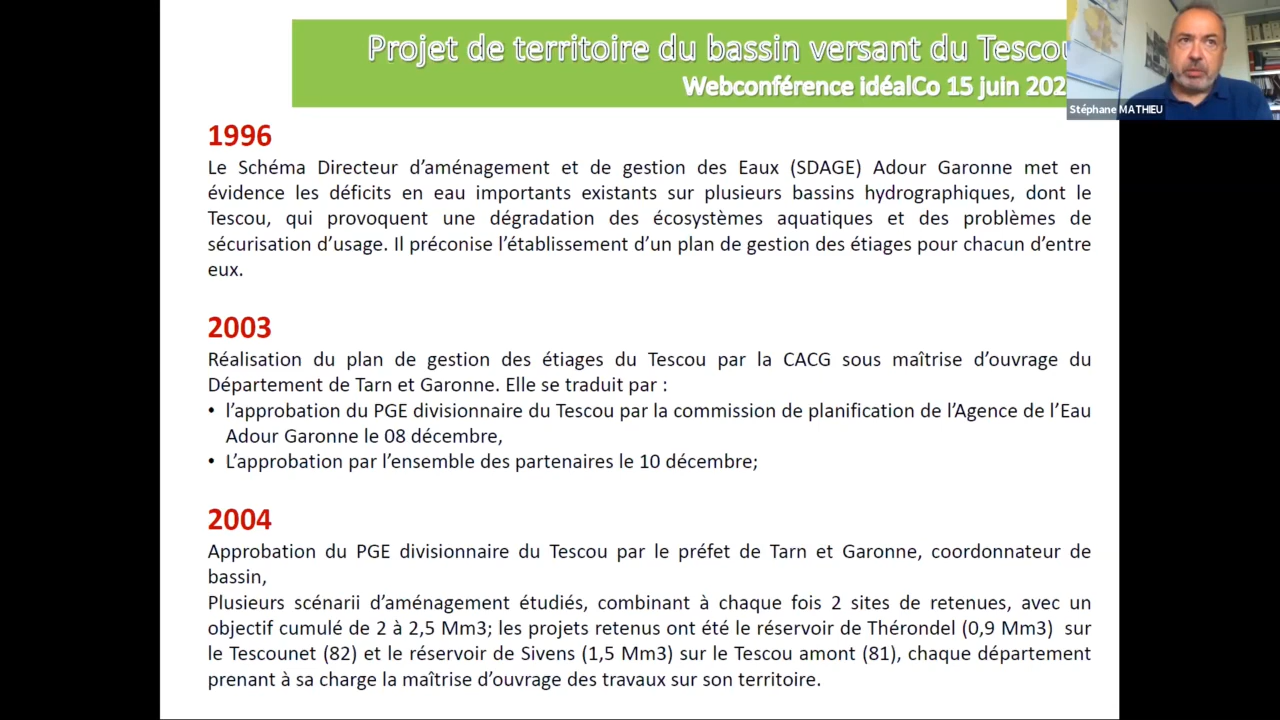 Projet de territoire du bassin versant du Tescou
Webconférence idéalCo 15 juin 202
Stéphane MATHIEU
1996
Le Schéma Directeur d’aménagement et de gestion des Eaux (SDAGE) Adour Garonne met en
évidence les déficits en eau importants existants sur plusieurs bassins hydrographiques, dont le
Tescou, qui provoquent une dégradation des écosystèmes aquatiques et des problèmes de
sécurisation d’usage. Il préconise l’établissement d’un plan de gestion des étiages pour chacun d’entre
eux.
2003
Réalisation du plan de gestion des étiages du Tescou par la CACG sous maîtrise d’ouvrage du
Département de Tarn et Garonne. Elle se traduit par :
• l’approbation du PGE divisionnaire du Tescou par la commission de planification de l’Agence de l’Eau
Adour Garonne le 08 décembre,
• L’approbation par l’ensemble des partenaires le 10 décembre;
2004
Approbation du PGE divisionnaire du Tescou par le préfet de Tarn et Garonne, coordonnateur de
bassin,
Plusieurs scénarii d’aménagement étudiés, combinant à chaque fois 2 sites de retenues, avec un
objectif cumulé de 2 à 2,5 Mm3; les projets retenus ont été le réservoir de Thérondel (0,9 Mm3) sur
le Tescounet (82) et le réservoir de Sivens (1,5 Mm3) sur le Tescou amont (81), chaque département
prenant à sa charge la maîtrise d’ouvrage des travaux sur son territoire.